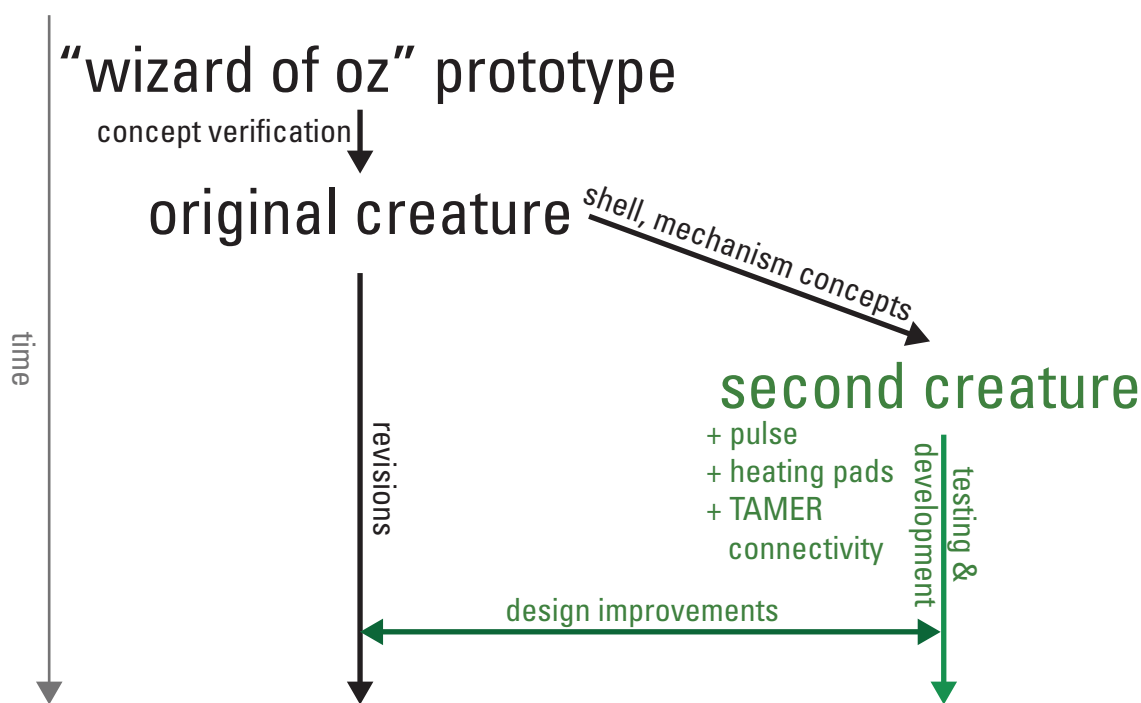 “wizard of oz” prototype
concept verification
original creature
shell, mechanism concepts
time
second creature
+ pulse
+ heating pads
+ TAMER
connectivity
revisions
testing &
development
design improvements